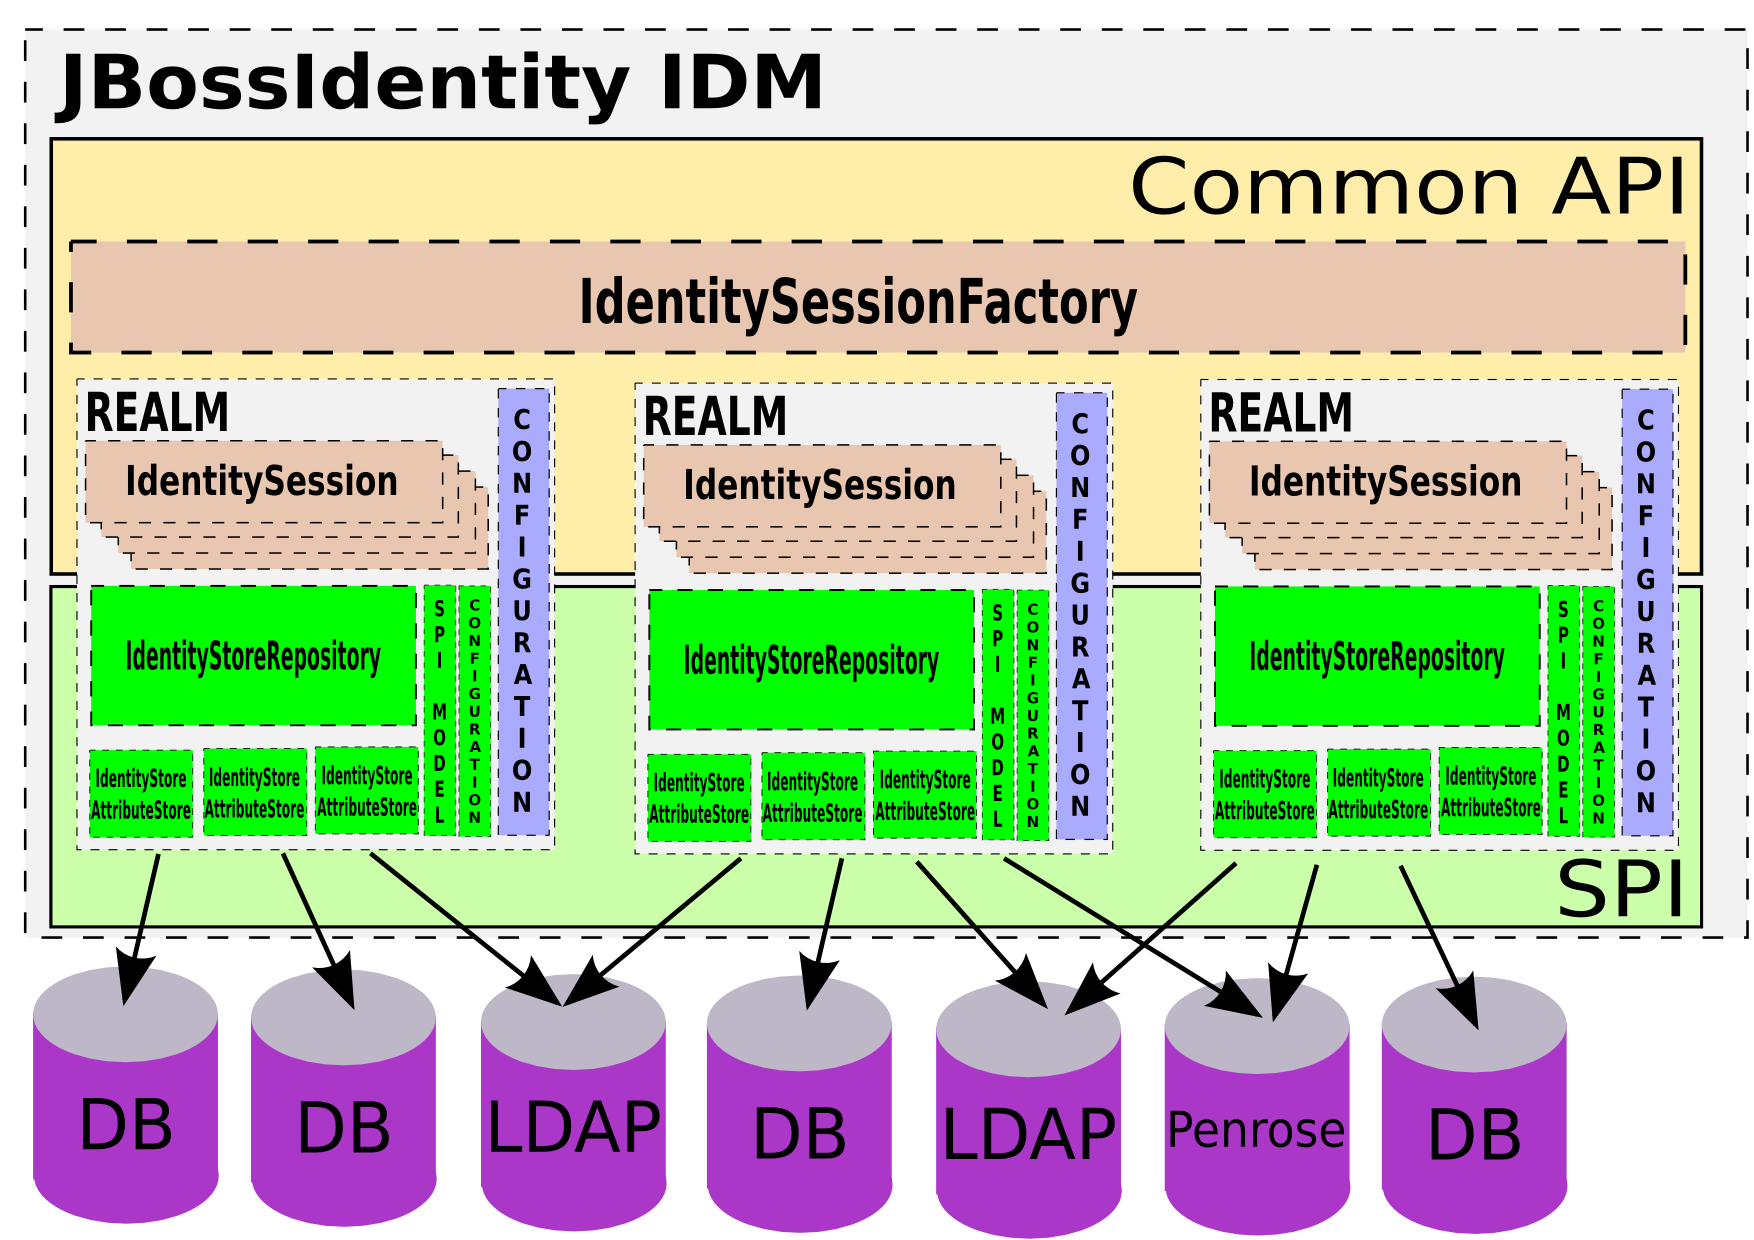 JBossIdentity IDM
Common API
IdentitySessionFactory
REALM
IdentitySession
CONFIGURATION
IdentityStoreRepository
SPI MODEL
CONFIGURATION
IdentityStore
AttributeStore
IdentityStore
AttributeStore
IdentityStore
AttributeStore
REALM
IdentitySession
CONFIGURATION
IdentityStoreRepository
SPI MODEL
CONFIGURATION
IdentityStore
AttributeStore
IdentityStore
AttributeStore
IdentityStore
AttributeStore
REALM
IdentitySession
CONFIGURATION
IdentityStoreRepository
SPI MODEL
CONFIGURATION
IdentityStore
AttributeStore
IdentityStore
AttributeStore
IdentityStore
AttributeStore
SPI
DB
DB
LDAP
DB
LDAP
Penrose
DB